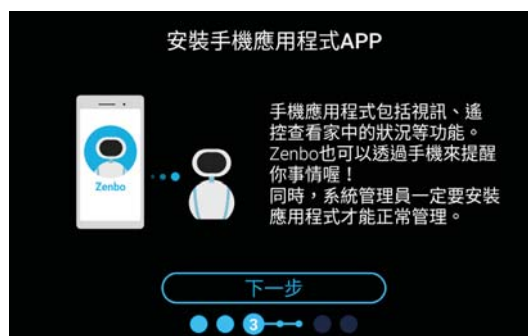 安裝手機應用程式APP
手機應用程式包括視訊、遙
控查看家中的狀況等功能。
Zenbo也可以透過手機來提醒
你事情喔！
同時，系統管理員一定要安裝
應用程式才能正常管理。
Zenbo
下一步
3